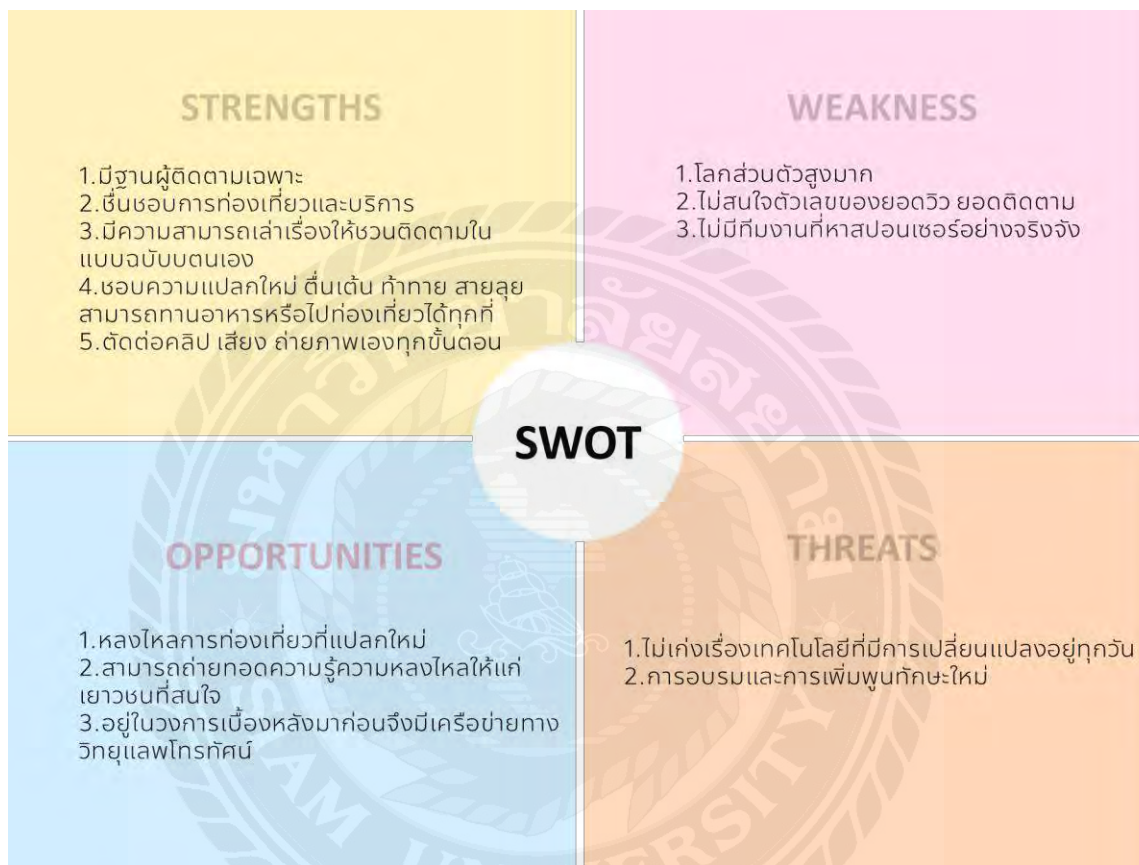 STRENGTHS
1.มีฐานผู้ติดตามเฉพาะ
2.ชื่นชอบการท่องเที่ยวและบริการ
3.มีความสามารถเล่าเรื่องให้ชวนติดตามใน
แบบฉบับบตนเอง
4.ชอบความแปลกใหม่ ตื่นเต้น ท้าทาย สายลุย
สามารถทานอาหารหรือไปท่องเที่ยวได้ทุกที่
5.ตัดต่อคลิป เสียง ถ่ายภาพเองทุกขั้นตอน
WEAKNESS
1.โลกส่วนตัวสูงมาก
2.ไม่สนใจตัวเลขของยอดวิว ยอดติดตาม
3.ไม่มีทีมงานที่หาสปอนเซอร์อย่างจริงจัง
SWOT
OPPORTUNITIES
1.หลงไหลการท่องเที่ยวที่แปลกใหม่
2.สามารถถ่ายทอดความรู้ความหลงไหลให้แก่
เยาวชนที่สนใจ
3.อยู่ในวงการเบื้องหลังมาก่อนจึงมีเครือข่ายทาง
วิทยุแลพโทรทัศน์
THREATS
1.ไม่เก่งเรื่องเทคโนโลยีที่มีการเปลี่ยนแปลงอยู่ทุกวัน
2.การอบรมและการเพิ่มพูนทักษะใหม่
มหาวิทยาลัยสยาม
SIAM UNIVERSITY